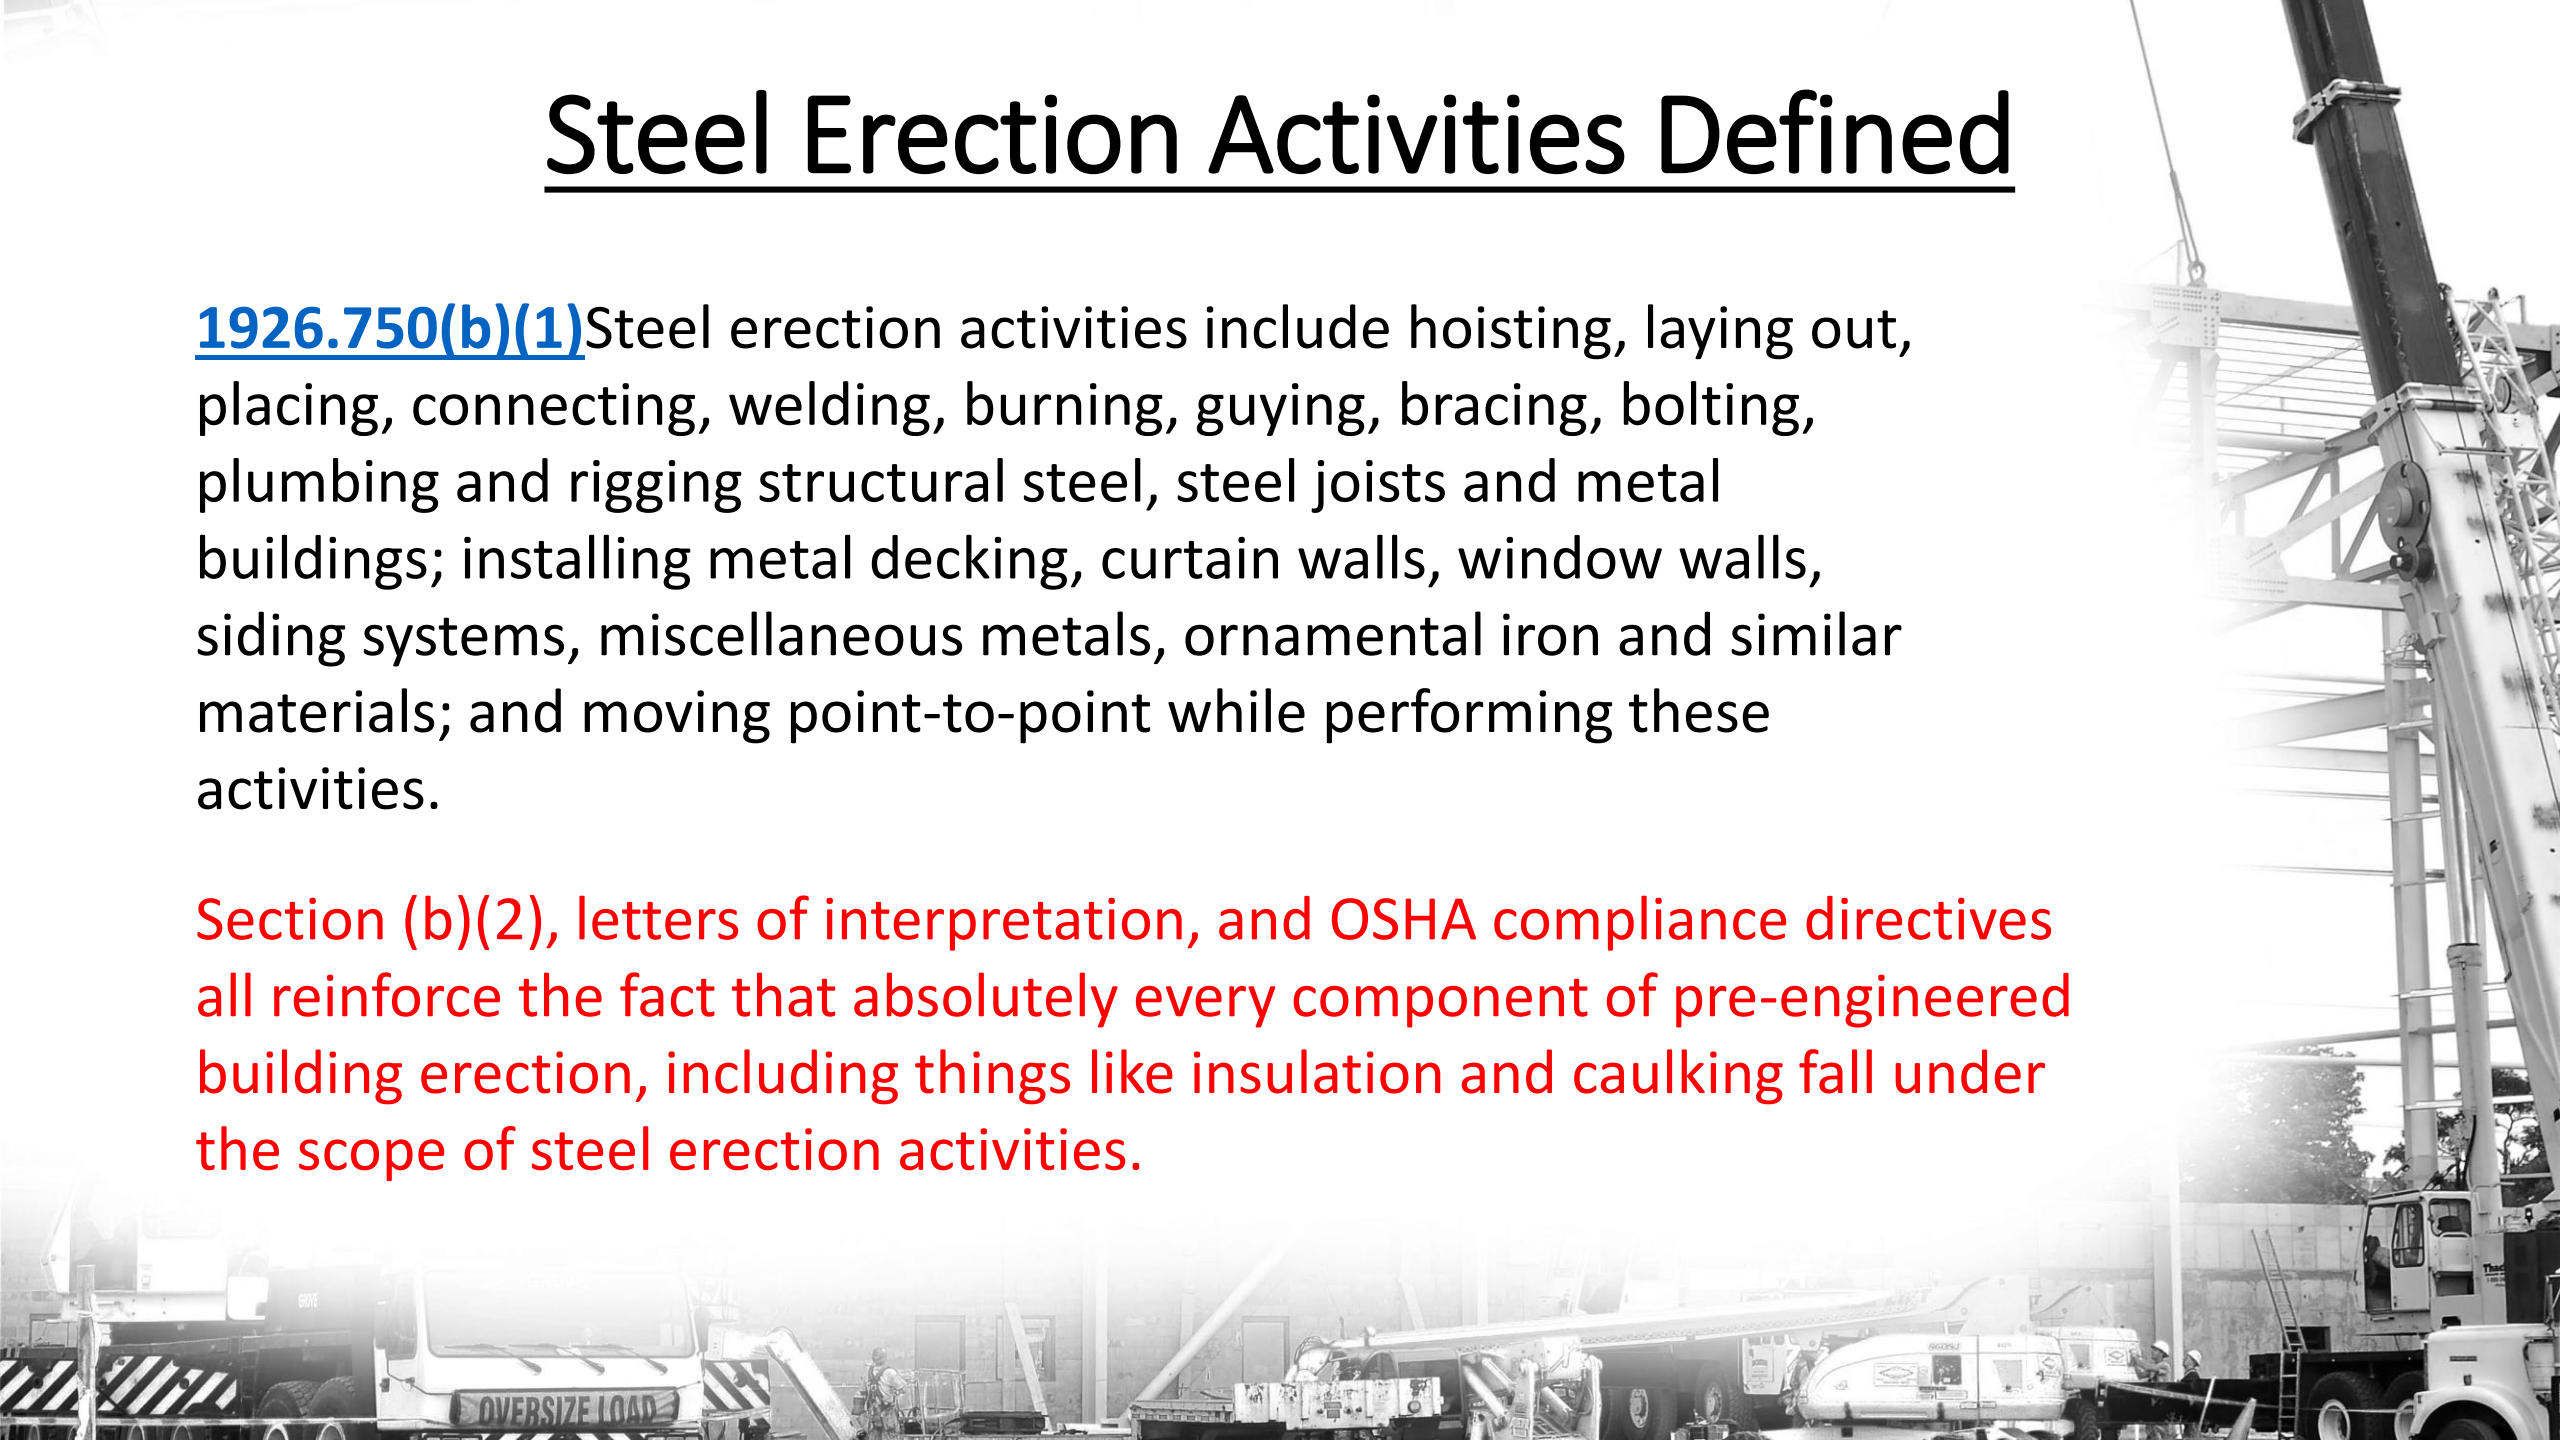 Steel Erection Activities Defined
1926.750(b)(1)Steel erection activities include hoisting, laying out,
placing, connecting, welding, burning, guying, bracing, bolting,
plumbing and rigging structural steel, steel joists and metal
buildings; installing metal decking, curtain walls, window walls,
siding systems, miscellaneous metals, ornamental iron and similar
materials; and moving point-to-point while performing these
activities.
Section (b)(2), letters of interpretation, and OSHA compliance directives
all reinforce the fact that absolutely every component of pre-engineered
building erection, including things like insulation and caulking fall under
the scope of steel erection activities.
GROVE
OVERSIZE LOAD